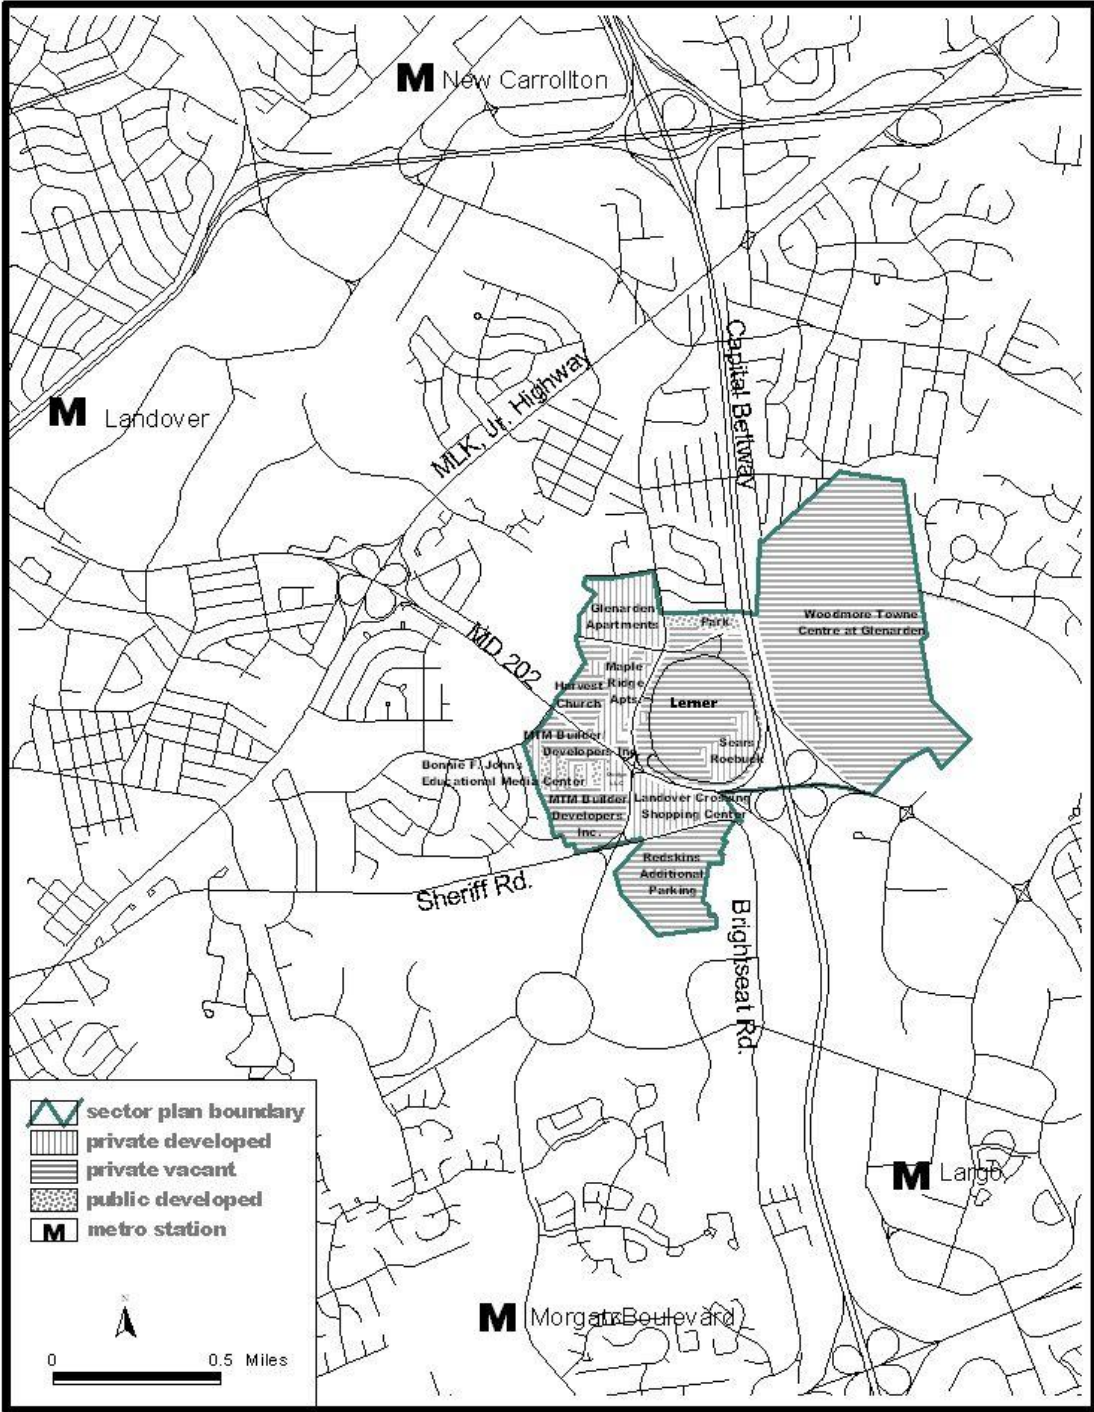 M New Carrollton
Capital Beltway
MLK, Jr. Highway
M Landover
MD 202
Glenarden
Apartments
Park
Woodmore Towne
Centre at Glenarden
Maple
Ridge
Apts.
Harvest
Church
Lerner
MTM Builder
Developers Inc
Sears
Roebuck
Bonnie F. Johns
Educational Media Center
MTM Builder
Developers
Inc.
Landover Crossing
Shopping Center
Redskins
Additional
Parking
Sheriff Rd.
Brightseat Rd.
M Largo
M Morgan Boulevard
sector plan boundary
private developed
private vacant
public developed
M metro station
N
0 0.5 Miles